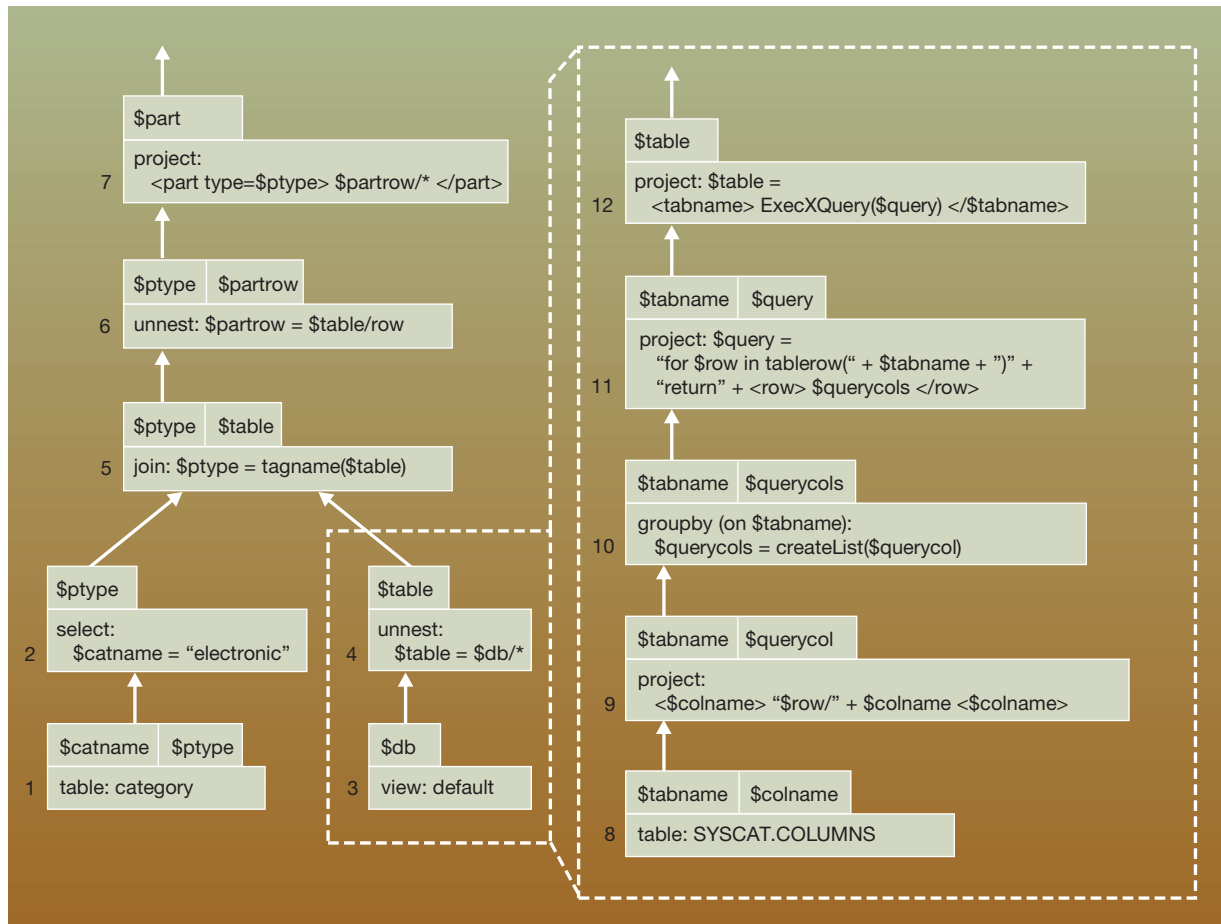 $part
project:
7
<part type=$ptype> $partrow/* </part>
$ptype $partrow
6
unnest: $partrow = $table/row
$ptype $table
5
join: $ptype = tagname($table)
$ptype
select:
2
$catname = “electronic”
$catname $ptype
1
table: category
$table
unnest:
4
$table = $db/*
$db
3
view: default
$table
project: $table =
12
<tabname> ExecXQuery($query) </$tabname>
$tabname $query
project: $query =
“for $row in tablerow(“ + $tabname + ”)” +
11
“return” + <row> $querycols </row>
$tabname $querycols
groupby (on $tabname):
10
$querycols = createList($querycol)
$tabname $querycol
project:
9
<$colname> “$row/” + $colname <$colname>
$tabname $colname
8
table: SYSCAT.COLUMNS